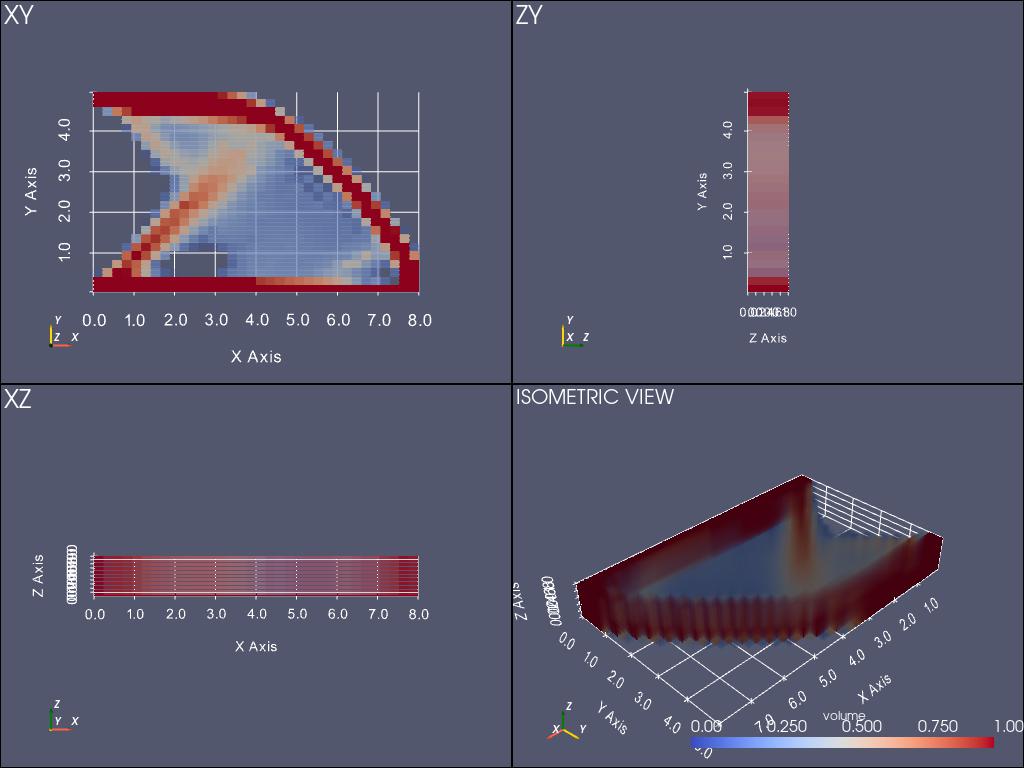 XY
4.0
3.0
2.0
1.0
Y Axis
0.0 1.0 2.0 3.0 4.0 5.0 6.0 7.0 8.0
X Axis
Y
Z X
ZY
4.0
3.0
2.0
1.0
Y Axis
Z Axis
Y
X Z
XZ
Z Axis
0.0 1.0 2.0 3.0 4.0 5.0 6.0 7.0 8.0
X Axis
Z
Y X
ISOMETRIC VIEW
Z Axis
0.0 1.0 2.0 3.0 4.0
Y Axis
1.0 2.0 3.0 4.0 5.0 6.0 7.0
X Axis
volume
0.00 0.250 0.500 0.750 1.00
Z
X Y